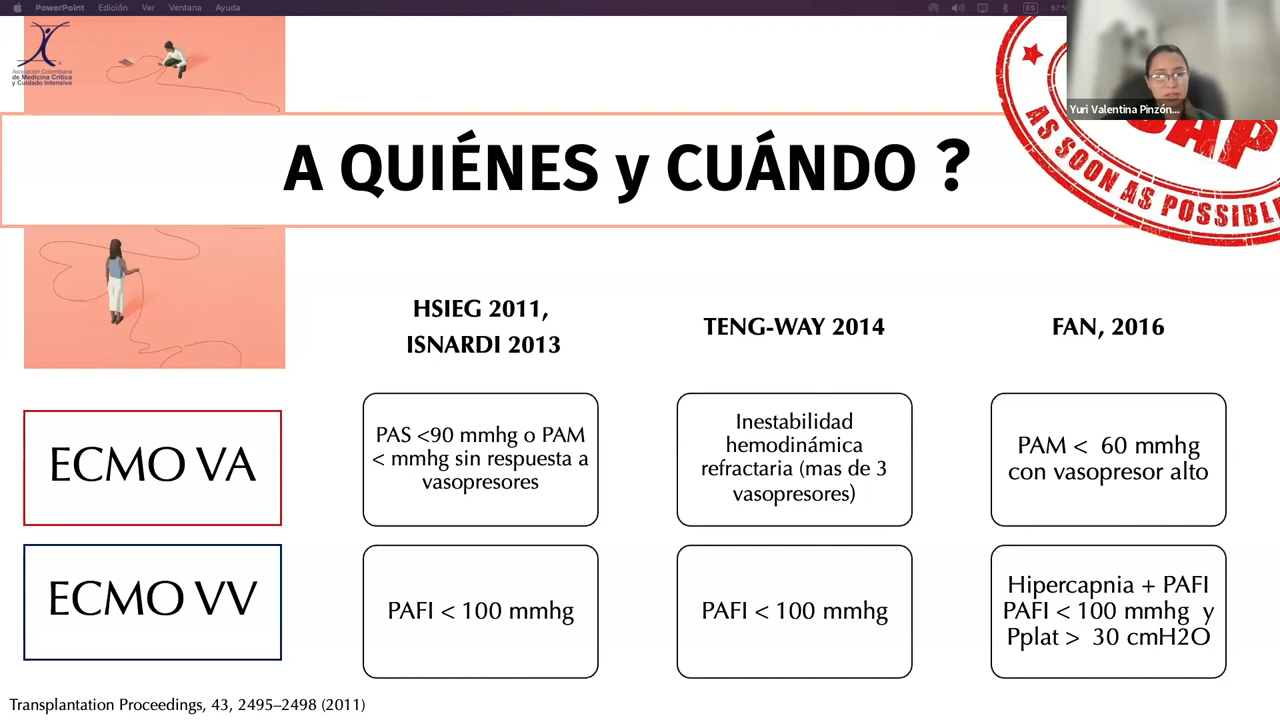 PowerPoint Edición Ver Ventana Ayuda
ES 67%
Asociación Colombiana
de Medicina Crítica
y Cuidado Intensivo
Yuri Valentina Pinzón...
AS SOON AS POSSIBL
A QUIÉNES y CUÁNDO ?
HSIEG 2011,
ISNARDI 2013
TENG-WAY 2014
FAN, 2016
ECMO VA
PAS <90 mmhg o PAM
< mmhg sin respuesta a
vasopresores
Inestabilidad
hemodinámica
refractaria (mas de 3
vasopresores)
PAM < 60 mmhg
con vasopresor alto
ECMO VV
PAFI < 100 mmhg
PAFI < 100 mmhg
Hipercapnia + PAFI
PAFI < 100 mmhg y
Pplat > 30 cmH2O
Transplantation Proceedings, 43, 2495–2498 (2011)